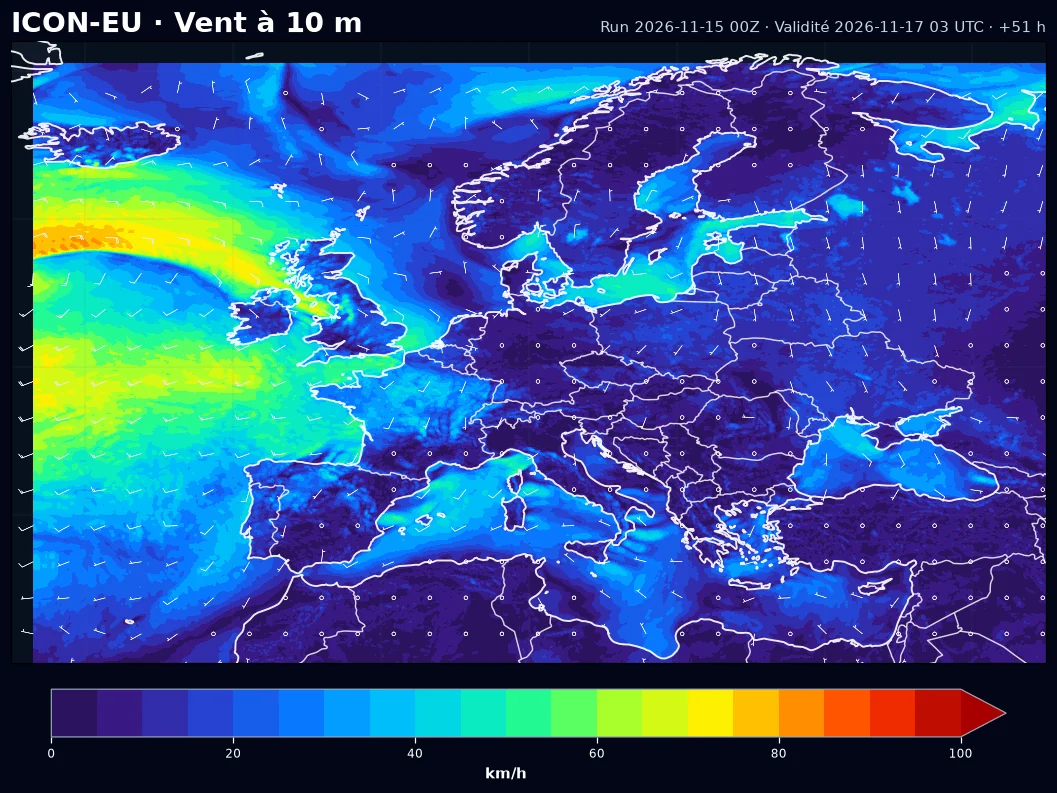 ICON-EU · Vent à 10 m
Run 2026-11-15 00Z · Validité 2026-11-17 03 UTC · +51 h
0 20 40 60 80 100
km/h